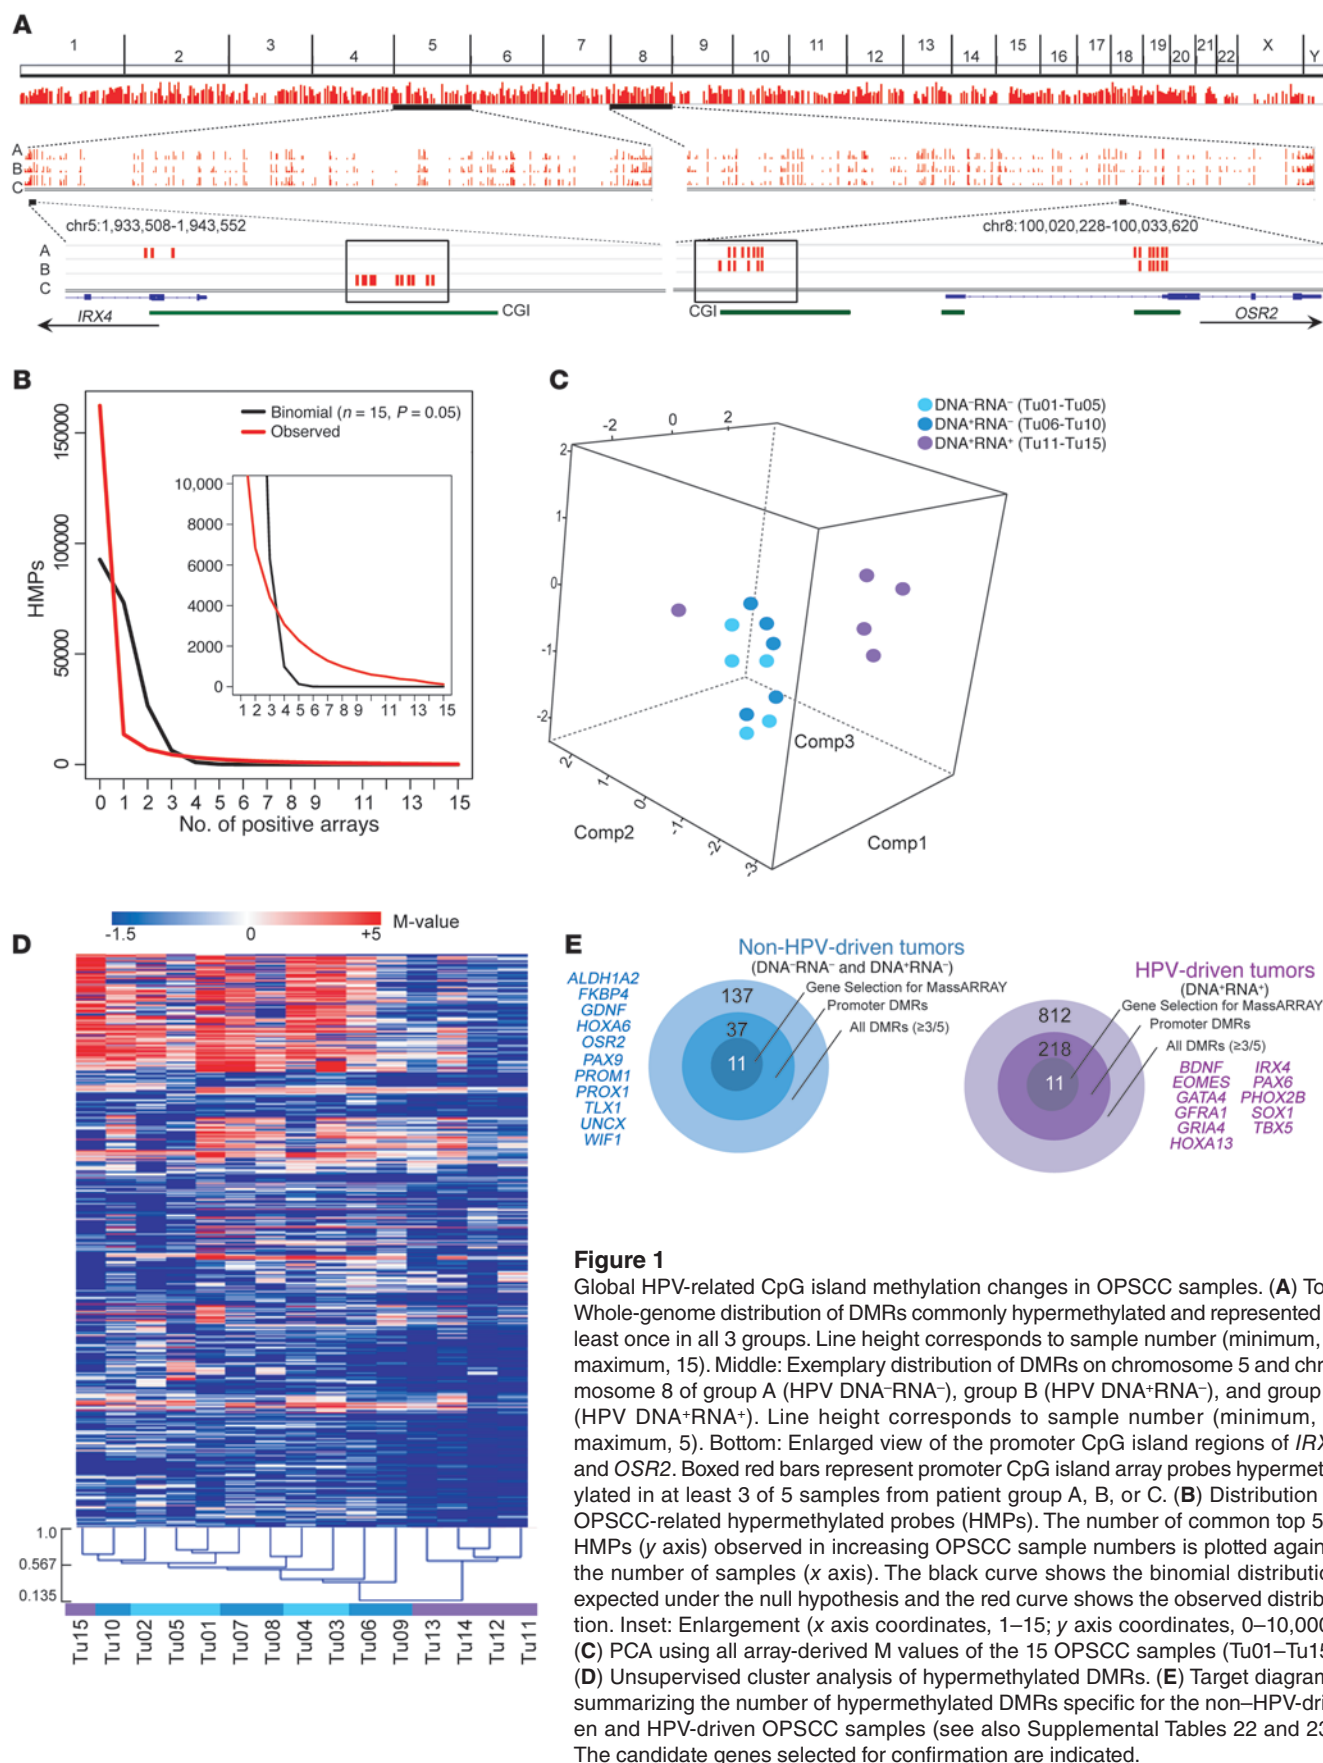 A
1 2 3 4 5 6 7 8 9 10 11 12 13 14 15 16 17 18 19 20 21 22 X Y
A
B
C
chr5:1,933,508-1,943,552
chr8:100,020,228-100,033,620
A
B
C
CGI
CGI
IRX4
OSR2
B
Binomial (n = 15, P = 0.05)
Observed
HMPs
150000
100000
50000
0
10,000
8000
6000
4000
2000
0
1 2 3 4 5 6 7 8 9 11 13 15
0 1 2 3 4 5 6 7 8 9 11 13 15
No. of positive arrays
C
DNA⁻RNA⁻ (Tu01-Tu05)
DNA⁺RNA⁻ (Tu06-Tu10)
DNA⁺RNA⁺ (Tu11-Tu15)
-2 0 2
2
1
0
-1
-2
2 1 0 -1 -2 -3
Comp3
Comp2
Comp1
D
M-value
-1.5 0 +5
1.0
0.567
0.135
Tu15 Tu10 Tu02 Tu05 Tu01 Tu07 Tu08 Tu04 Tu03 Tu06 Tu09 Tu13 Tu14 Tu12 Tu11
E
Non-HPV-driven tumors
(DNA⁻RNA⁻ and DNA⁺RNA⁻)
Gene Selection for MassARRAY
Promoter DMRs
All DMRs (≥3/5)
137
37
11
ALDH1A2
FKBP4
GDNF
HOXA6
OSR2
PAX9
PROM1
PROX1
TLX1
UNCX
WIF1
HPV-driven tumors
(DNA⁺RNA⁺)
Gene Selection for MassARRAY
Promoter DMRs
All DMRs (≥3/5)
812
218
11
BDNF IRX4
EOMES PAX6
GATA4 PHOX2B
GFRA1 SOX1
GRIA4 TBX5
HOXA13
Figure 1
Global HPV-related CpG island methylation changes in OPSCC samples. (A) To
Whole-genome distribution of DMRs commonly hypermethylated and represented
least once in all 3 groups. Line height corresponds to sample number (minimum,
maximum, 15). Middle: Exemplary distribution of DMRs on chromosome 5 and chr
mosome 8 of group A (HPV DNA⁻RNA⁻), group B (HPV DNA⁺RNA⁻), and group
(HPV DNA⁺RNA⁺). Line height corresponds to sample number (minimum,
maximum, 5). Bottom: Enlarged view of the promoter CpG island regions of IRX
and OSR2. Boxed red bars represent promoter CpG island array probes hypermet
ylated in at least 3 of 5 samples from patient group A, B, or C. (B) Distribution
OPSCC-related hypermethylated probes (HMPs). The number of common top 5
HMPs (y axis) observed in increasing OPSCC sample numbers is plotted again
the number of samples (x axis). The black curve shows the binomial distributio
expected under the null hypothesis and the red curve shows the observed distrib
tion. Inset: Enlargement (x axis coordinates, 1–15; y axis coordinates, 0–10,000
(C) PCA using all array-derived M values of the 15 OPSCC samples (Tu01–Tu15
(D) Unsupervised cluster analysis of hypermethylated DMRs. (E) Target diagram
summarizing the number of hypermethylated DMRs specific for the non–HPV-dri
en and HPV-driven OPSCC samples (see also Supplemental Tables 22 and 23
The candidate genes selected for confirmation are indicated.